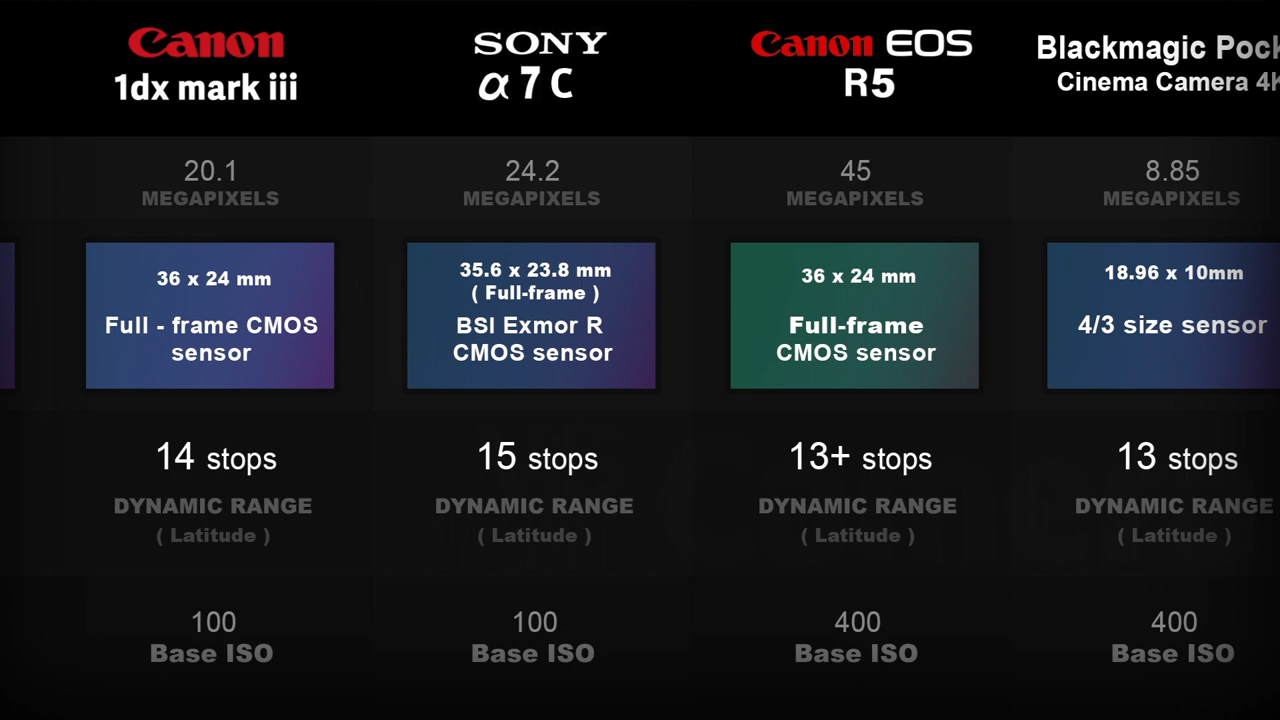 Canon
1dx mark iii
20.1
MEGAPIXELS
36 x 24 mm
Full - frame CMOS
sensor
14 stops
DYNAMIC RANGE
( Latitude )
100
Base ISO
SONY
α 7 C
24.2
MEGAPIXELS
35.6 x 23.8 mm
( Full-frame )
BSI Exmor R
CMOS sensor
15 stops
DYNAMIC RANGE
( Latitude )
100
Base ISO
Canon EOS
R5
45
MEGAPIXELS
36 x 24 mm
Full-frame
CMOS sensor
13+ stops
DYNAMIC RANGE
( Latitude )
400
Base ISO
Blackmagic Pock
Cinema Camera 4K
8.85
MEGAPIXELS
18.96 x 10mm
4/3 size sensor
13 stops
DYNAMIC RANGE
( Latitude )
400
Base ISO